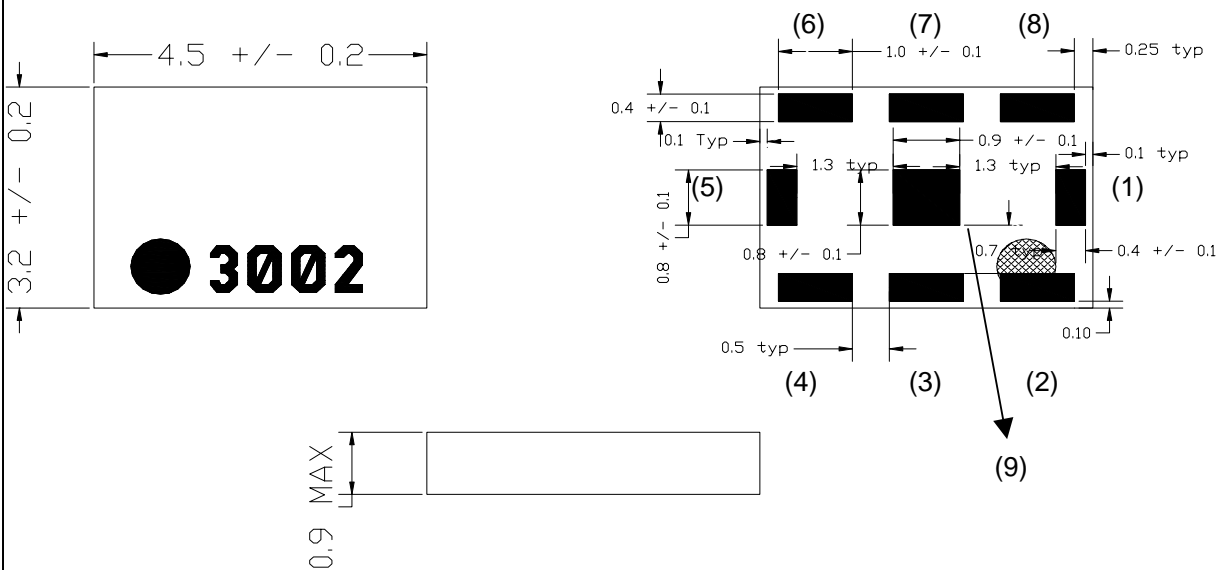 (6) (7) (8)
4.5 +/- 0.2
1.0 +/- 0.1
0.25 typ
3.2 +/- 0.2
0.4 +/- 0.1
0.1 Typ
0.9 +/- 0.1
0.1 typ
1.3 typ
1.3 typ
(5)
(1)
0.8 +/- 0.1
0.8 +/- 0.1
0.7 typ
0.4 +/- 0.1
3002
0.10
0.5 typ
(4) (3) (2)
(9)
0.9 MAX